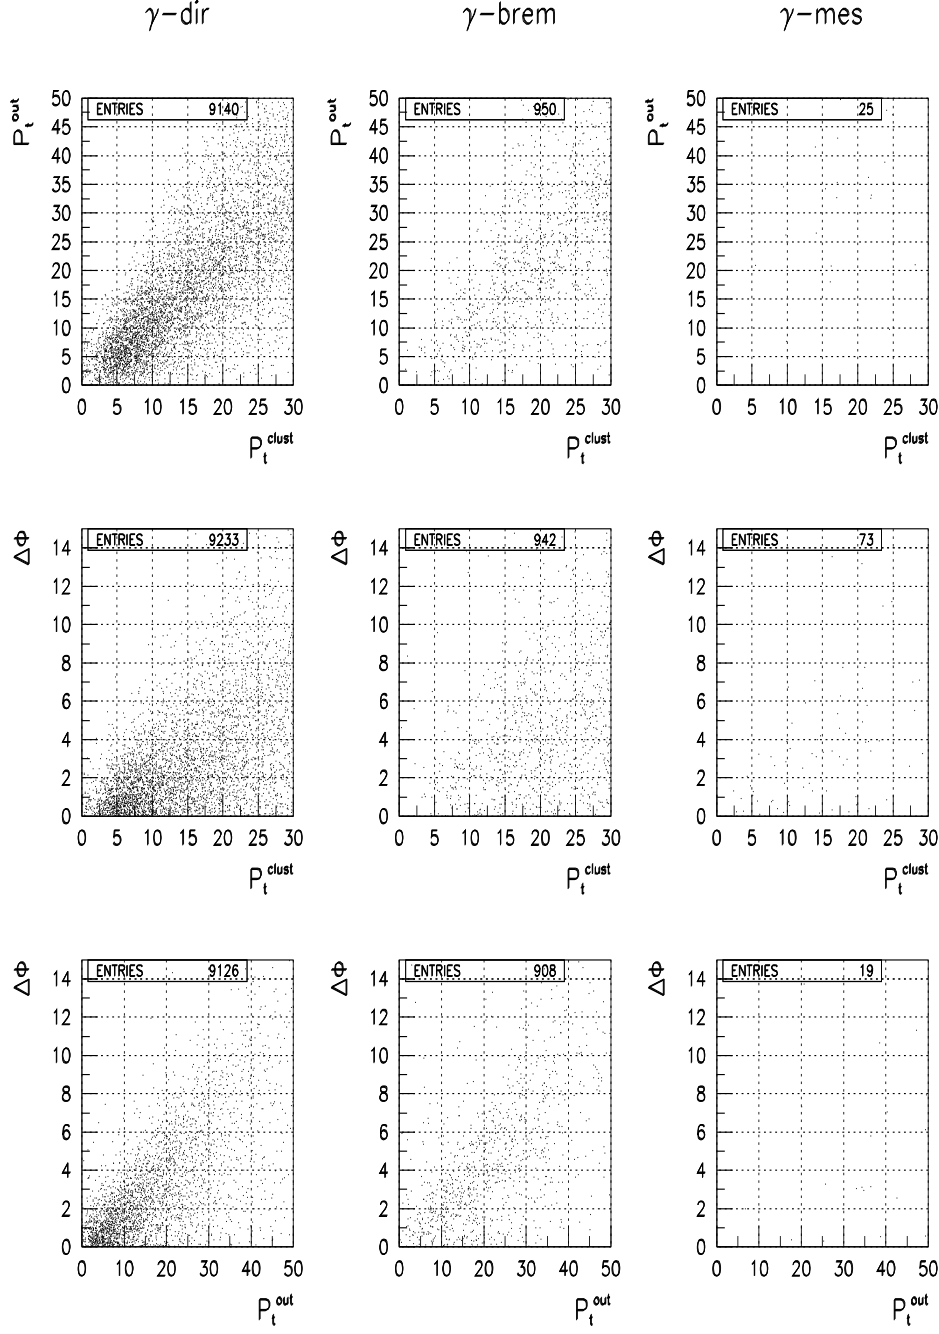 γ-dir γ-brem γ-mes
P_t^out ENTRIES 9140 P_t^out ENTRIES 950 P_t^out ENTRIES 25
50 50 50
45 45 45
40 40 40
35 35 35
30 30 30
25 25 25
20 20 20
15 15 15
10 10 10
5 5 5
0 0 0
0 5 10 15 20 25 30 0 5 10 15 20 25 30 0 5 10 15 20 25 30
P_t^clust P_t^clust P_t^clust
ΔΦ ENTRIES 9233 ΔΦ ENTRIES 942 ΔΦ ENTRIES 73
14 14 14
12 12 12
10 10 10
8 8 8
6 6 6
4 4 4
2 2 2
0 0 0
0 5 10 15 20 25 30 0 5 10 15 20 25 30 0 5 10 15 20 25 30
P_t^clust P_t^clust P_t^clust
ΔΦ ENTRIES 9126 ΔΦ ENTRIES 908 ΔΦ ENTRIES 19
14 14 14
12 12 12
10 10 10
8 8 8
6 6 6
4 4 4
2 2 2
0 0 0
0 10 20 30 40 50 0 10 20 30 40 50 0 10 20 30 40 50
P_t^out P_t^out P_t^out